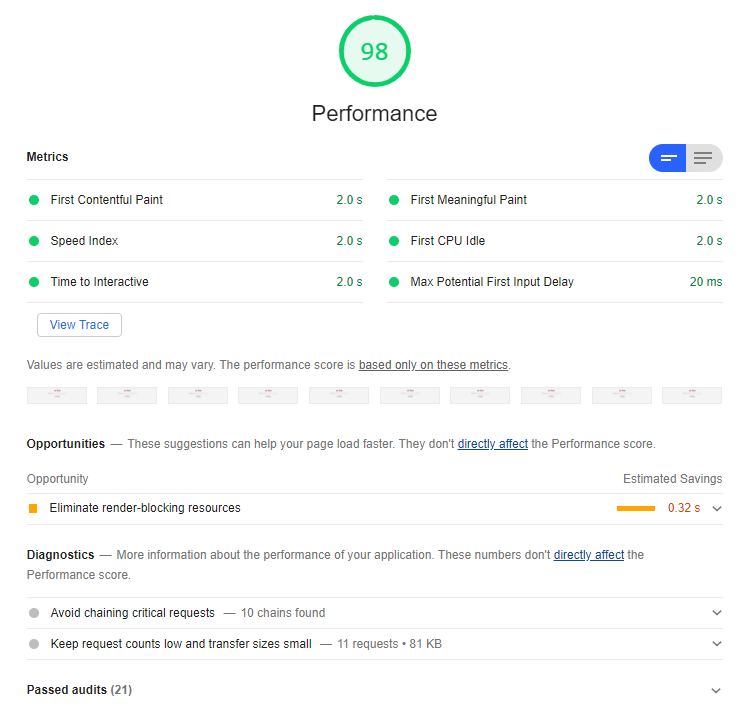 98
Performance
Metrics
First Contentful Paint 2.0 s
First Meaningful Paint 2.0 s
Speed Index 2.0 s
First CPU Idle 2.0 s
Time to Interactive 2.0 s
Max Potential First Input Delay 20 ms
View Trace
Values are estimated and may vary. The performance score is based only on these metrics.
Opportunities — These suggestions can help your page load faster. They don't directly affect the Performance score.
Opportunity Estimated Savings
Eliminate render-blocking resources 0.32 s
Diagnostics — More information about the performance of your application. These numbers don't directly affect the
Performance score.
Avoid chaining critical requests — 10 chains found
Keep request counts low and transfer sizes small — 11 requests • 81 KB
Passed audits (21)